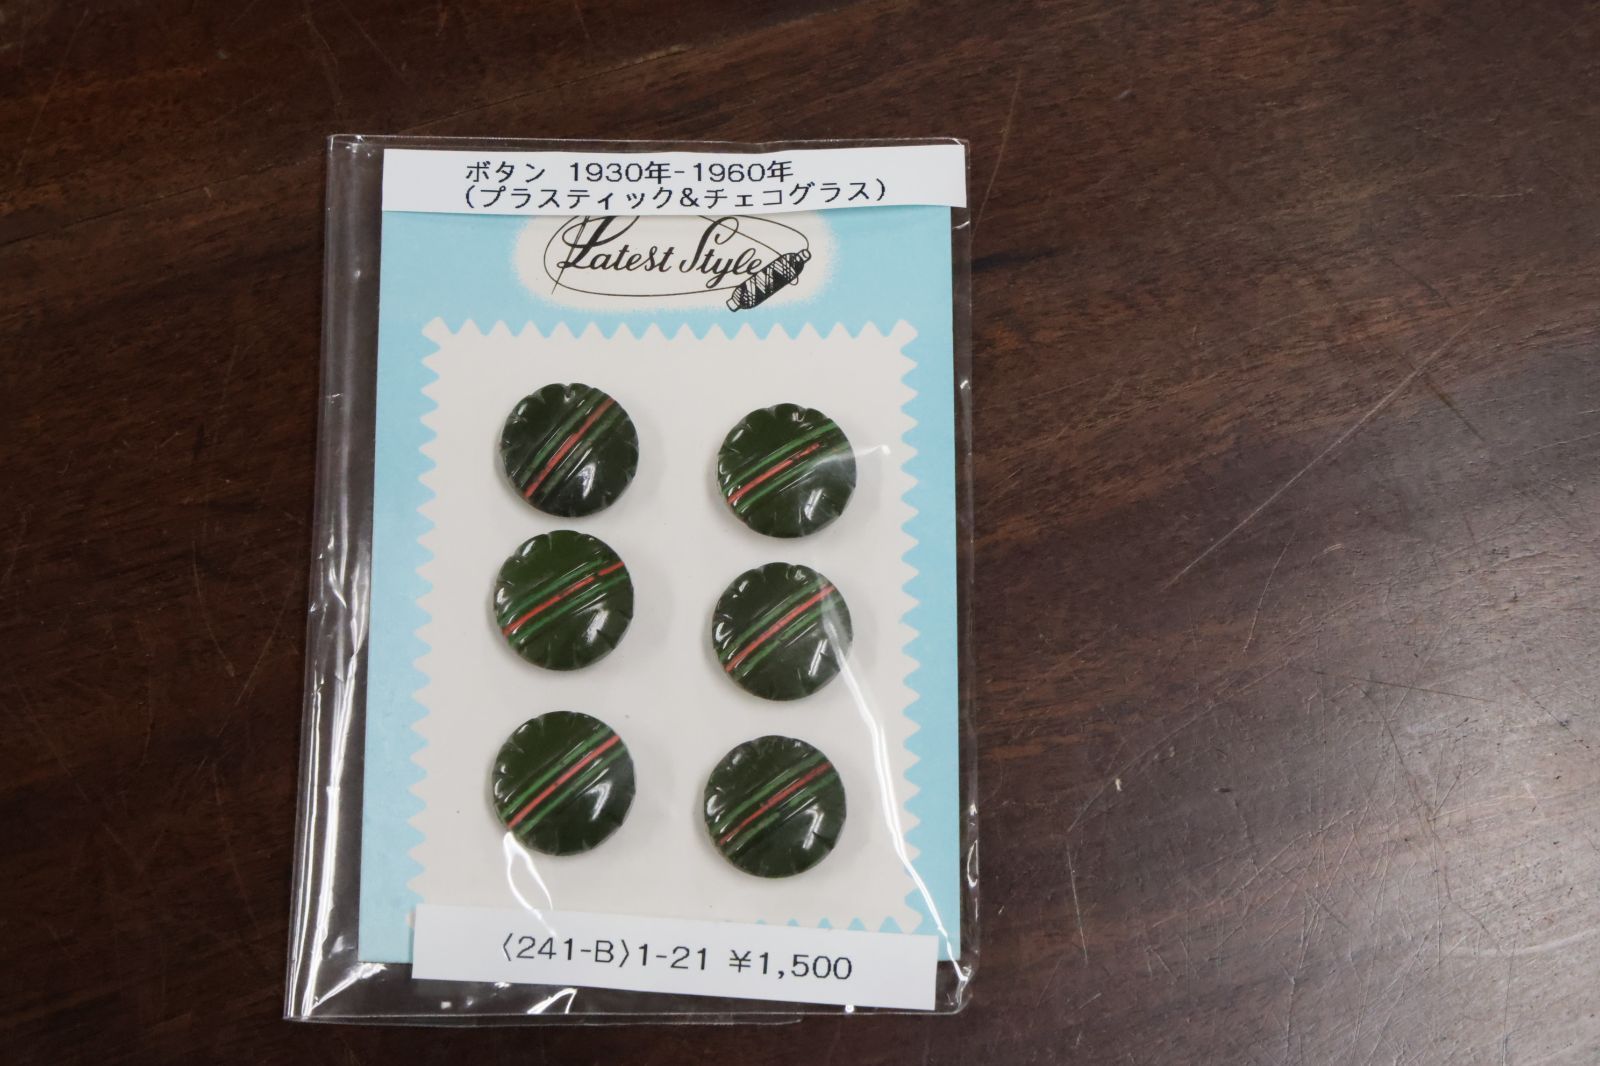 ボタン 1930年-1960年
(プラスティック&チェコグラス)
Latest Style
〈241-B〉1-21 ¥1,500